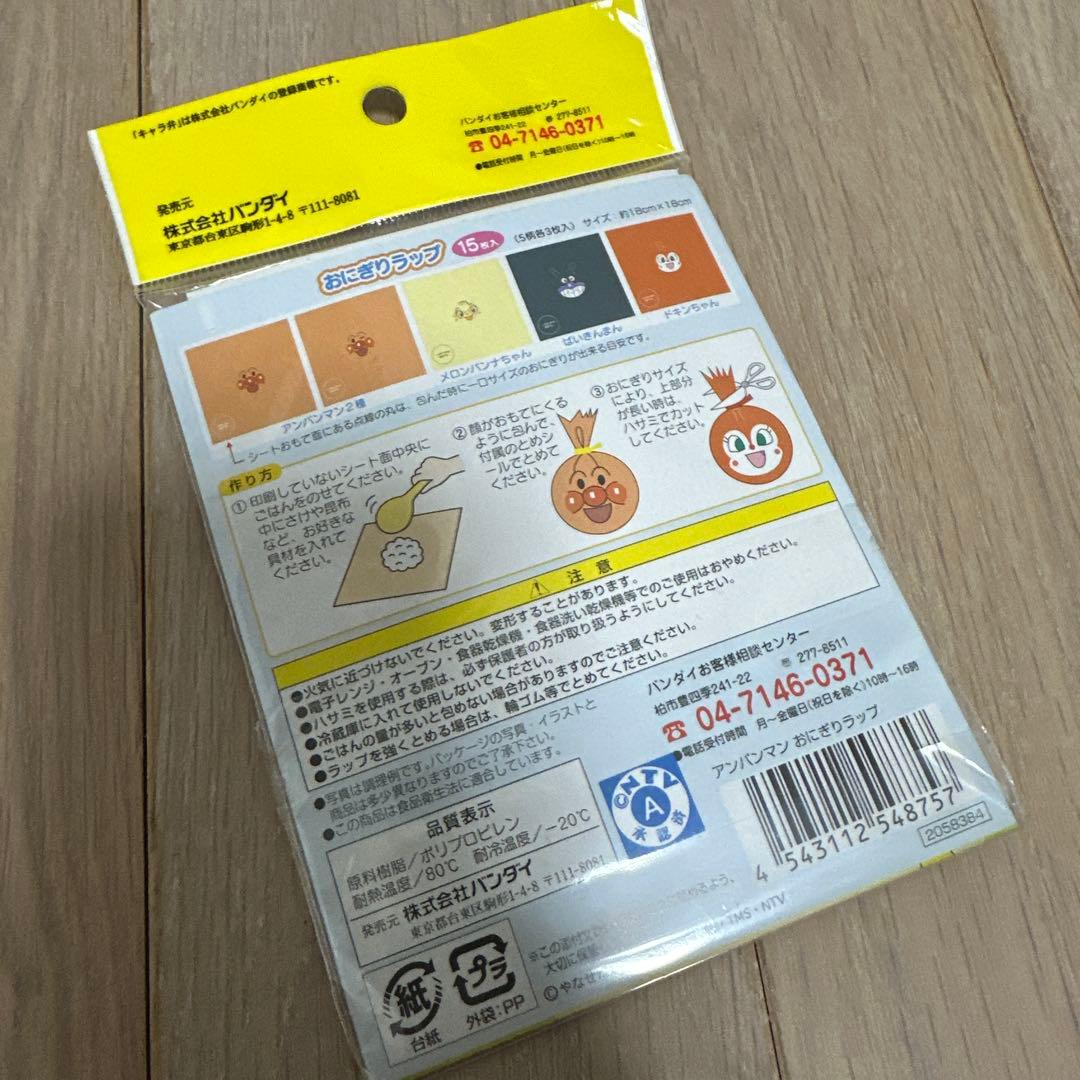 「キャラ弁」は株式会社バンダイの登録商標です。
発売元
株式会社バンダイ
東京都台東区駒形1-4-8 〒111-8081
バンダイお客様相談センター
柏市豊四季241-22 〠 277-8511
☎ 04-7146-0371
●電話受付時間 月〜金曜日(祝日を除く)10時〜16時
おにぎりラップ 15枚入 (5柄各3枚入) サイズ：約18cm×18cm
アンパンマン2種
メロンパンナちゃん
ばいきんまん
ドキンちゃん
シートおもて面にある点線の丸は、包んだ時に一口サイズのおにぎりが出来る目安です。
作り方
①印刷していないシート面中央に
ごはんをのせてください。
中にさけや昆布
など、お好きな
具材を入れて
ください。
②顔がおもてにくる
ように包んで、
付属のとめシ
ールでとめて
ください。
③おにぎりサイズ
により、上部分
が長い時は、
ハサミでカット
してください。
⚠ 注意
●火気に近づけないでください。変形することがあります。
●電子レンジ・オーブン・食器乾燥機・食器洗い乾燥機等でのご使用はおやめください。
●ハサミを使用する際は、必ず保護者の方が取り扱うようにしてください。
●冷蔵庫に入れて使用しないでください。
●ごはんの量が多いと包めない場合がありますのでご注意ください。
●ラップを強くとめる場合は、輪ゴム等でとめてください。
●写真は調理例です。パッケージの写真・イラストと
商品は多少異なりますのでご了承下さい。
●この商品は食品衛生法に適合しています。
バンダイお客様相談センター
柏市豊四季241-22 〠 277-8511
☎ 04-7146-0371
●電話受付時間 月〜金曜日(祝日を除く)10時〜16時
品質表示
原料樹脂／ポリプロピレン
耐熱温度／80℃ 耐冷温度／-20℃
発売元 株式会社バンダイ
東京都台東区駒形1-4-8 〒111-8081
©NTV
A
承認済
アンパンマン おにぎりラップ
4 543112 548757
2058384
紙
台紙
プラ
外袋：PP
※この添付文
大切に保
めるよう、
©やなせ
TMS・NTV